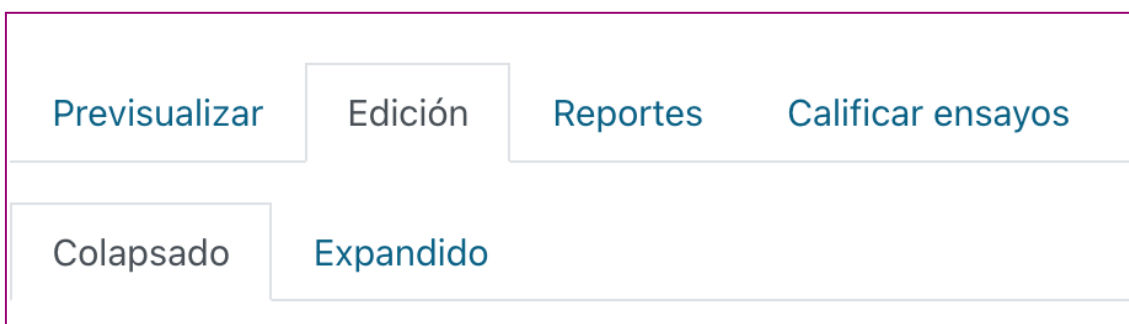 Previsualizar Edición Reportes Calificar ensayos
Colapsado Expandido